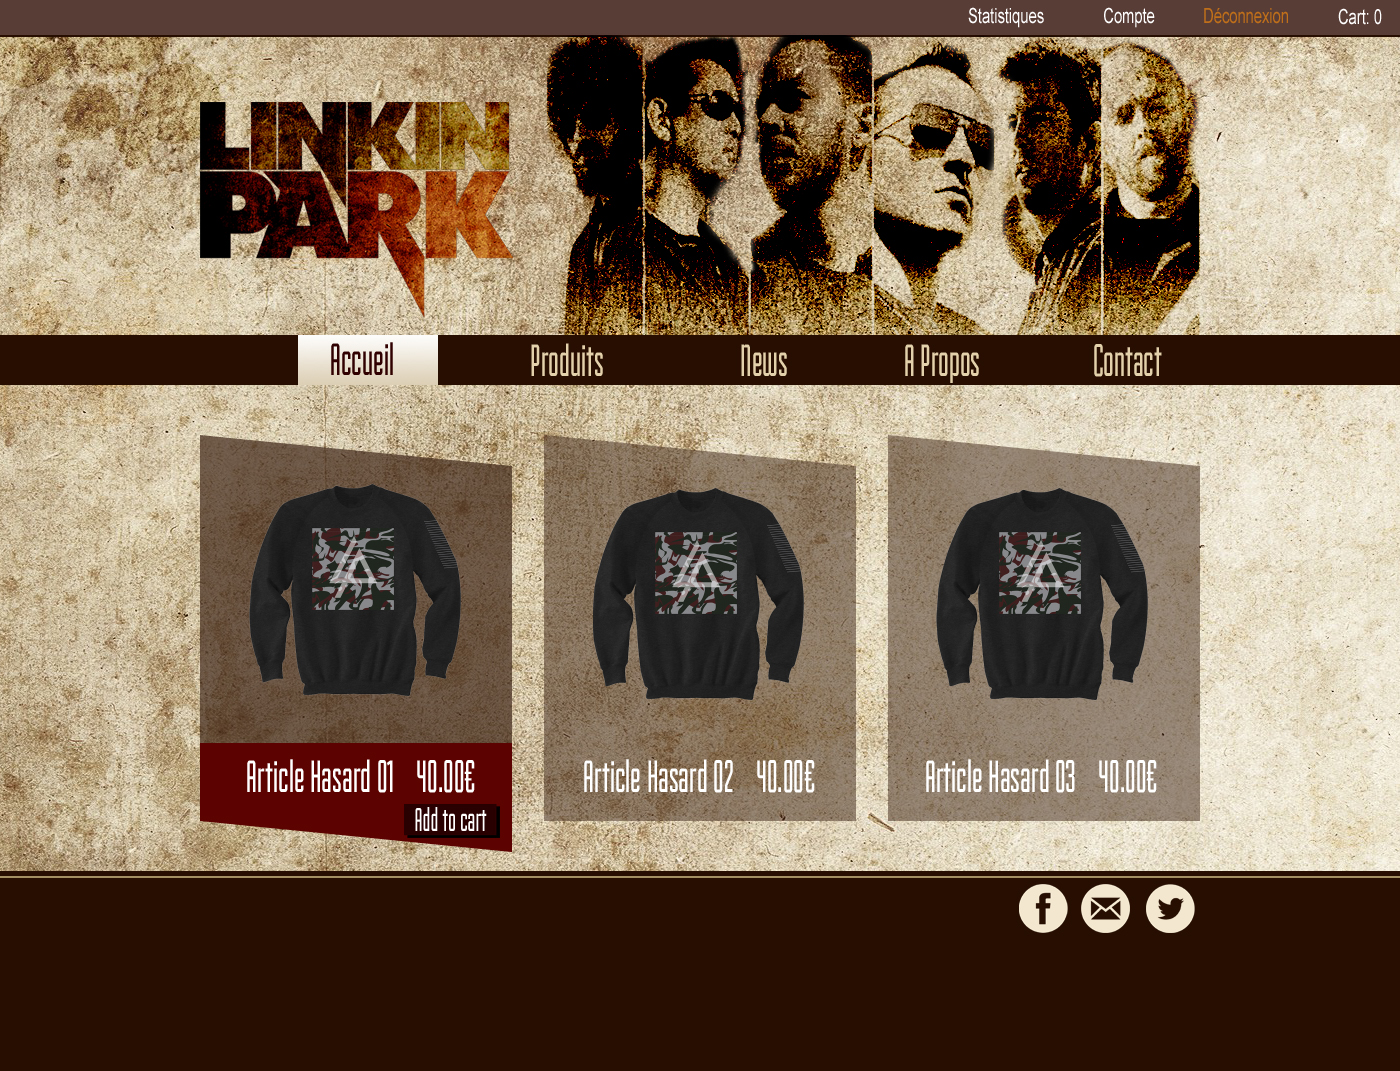 Statistiques Compte Déconnexion Cart: 0
LINKIN
PARK
Accueil Produits News A Propos Contact
Article Hasard 01 40.00€
Add to cart
Article Hasard 02 40.00€
Article Hasard 03 40.00€